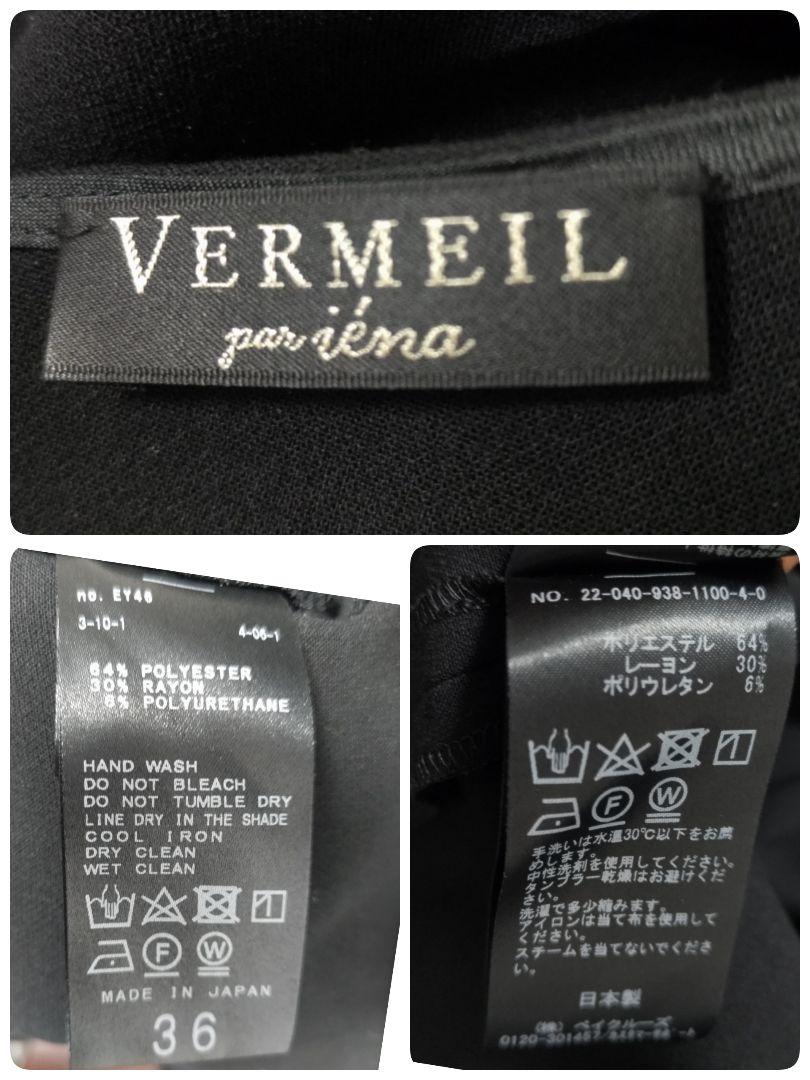 VERMEIL
par iéna
no. EY46
3-10-1
4-06-1
64% POLYESTER
30% RAYON
6% POLYURETHANE
HAND WASH
DO NOT BLEACH
DO NOT TUMBLE DRY
LINE DRY IN THE SHADE
COOL IRON
DRY CLEAN
WET CLEAN
F W
MADE IN JAPAN
36
NO. 22-040-938-1100-4-0
ポリエステル 64%
レーヨン 30%
ポリウレタン 6%
F W
手洗いは水温30℃以下をお薦
めします。
中性洗剤を使用してください。
タンブラー乾燥はお避けくだ
さい。
洗濯で多少縮みます。
アイロンは当て布を使用して
ください。
スチームを当てないでくださ
い。
日本製
(株) ベイクルーズ